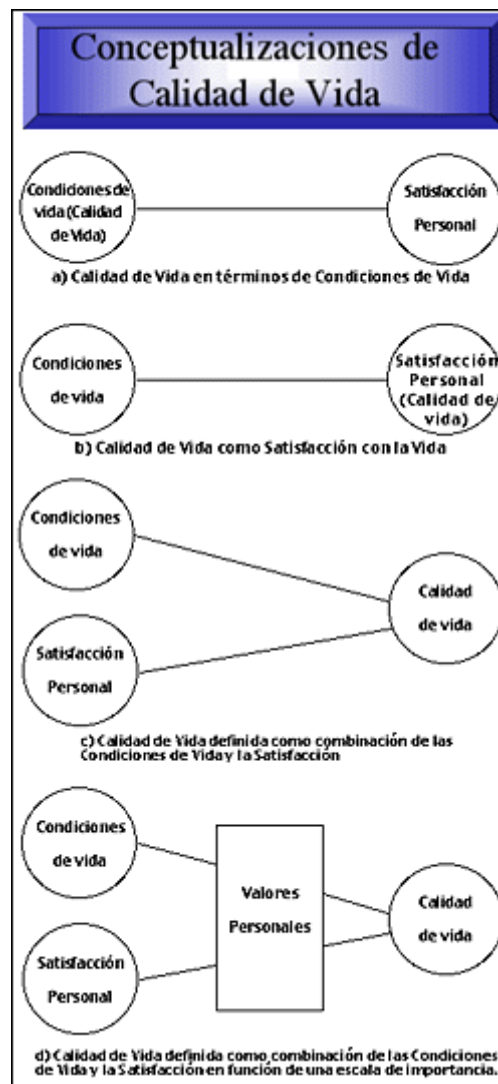 Conceptualizaciones de
Calidad de Vida
Condiciones de
vida (Calidad
de Vida)
Satisfacción
Personal
a) Calidad de Vida en términos de Condiciones de Vida
Condiciones
de vida
Satisfacción
Personal
(Calidad de
vida)
b) Calidad de Vida como Satisfacción con la Vida
Condiciones
de vida
Satisfacción
Personal
Calidad
de vida
c) Calidad de Vida definida como combinación de las
Condiciones de Vida y la Satisfacción
Condiciones
de vida
Satisfacción
Personal
Valores
Personales
Calidad
de vida
d) Calidad de Vida definida como combinación de las Condiciones
de Vida y la Satisfacción en función de una escala de importancia.